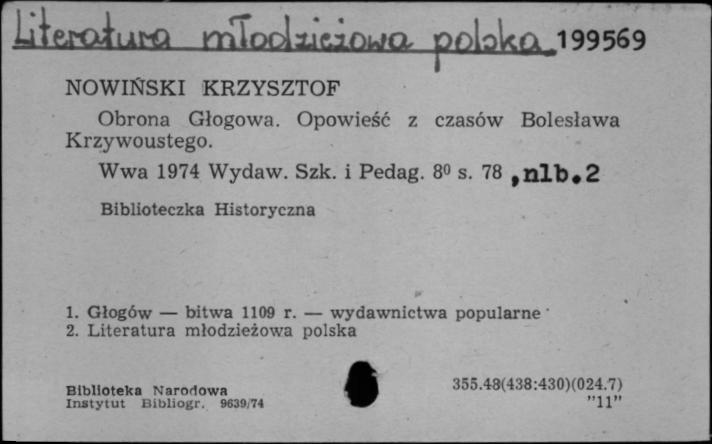 Literatura młodzieżowa polska 199569
NOWIŃSKI KRZYSZTOF
Obrona Głogowa. Opowieść z czasów Bolesława
Krzywoustego.
Wwa 1974 Wydaw. Szk. i Pedag. 8⁰ s. 78 , nlb. 2
Biblioteczka Historyczna
1. Głogów — bitwa 1109 r. — wydawnictwa popularne
2. Literatura młodzieżowa polska
Biblioteka Narodowa
Instytut Bibliogr. 9639/74
355.48(438:430)(024.7)
"11"